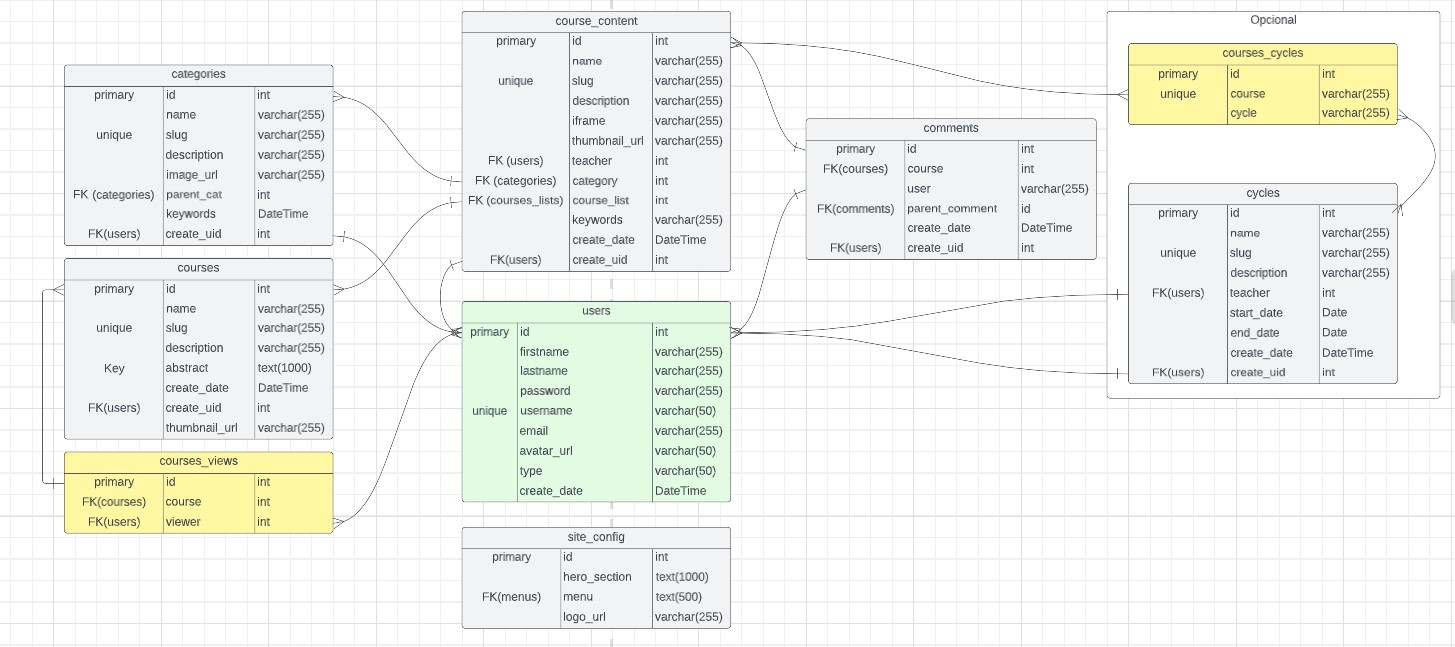 course_content
primary id int
name varchar(255)
unique slug varchar(255)
description varchar(255)
iframe varchar(255)
thumbnail_url varchar(255)
FK (users) teacher int
FK (categories) category int
FK (courses_lists) course_list int
keywords varchar(255)
create_date DateTime
FK(users) create_uid int
Opcional
courses_cycles
primary id int
unique course varchar(255)
cycle varchar(255)
categories
primary id int
name varchar(255)
unique slug varchar(255)
description varchar(255)
image_url varchar(255)
FK (categories) parent_cat int
keywords DateTime
FK(users) create_uid int
comments
primary id int
FK(courses) course int
user varchar(255)
FK(comments) parent_comment id
create_date DateTime
FK(users) create_uid int
cycles
primary id int
name varchar(255)
unique slug varchar(255)
description varchar(255)
FK(users) teacher int
start_date Date
end_date Date
create_date DateTime
FK(users) create_uid int
courses
primary id int
name varchar(255)
unique slug varchar(255)
description varchar(255)
Key abstract text(1000)
create_date DateTime
FK(users) create_uid int
thumbnail_url varchar(255)
users
primary id int
firstname varchar(255)
lastname varchar(255)
password varchar(255)
unique username varchar(50)
email varchar(255)
avatar_url varchar(50)
type varchar(50)
create_date DateTime
courses_views
primary id int
FK(courses) course int
FK(users) viewer int
site_config
primary id int
hero_section text(1000)
FK(menus) menu text(500)
logo_url varchar(255)